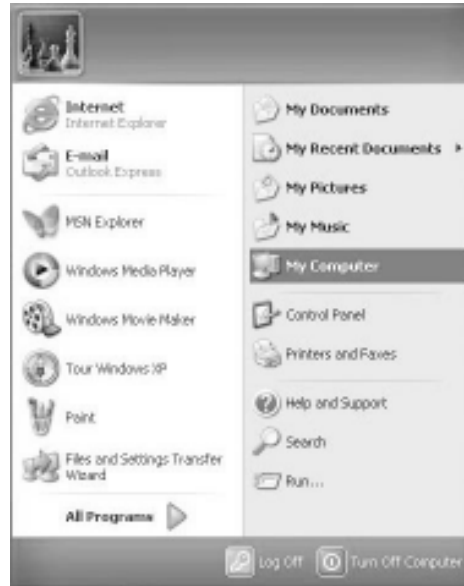 Internet
Internet Explorer
E-mail
Outlook Express
MSN Explorer
Windows Media Player
Windows Movie Maker
Tour Windows XP
Paint
Files and Settings Transfer
Wizard
All Programs
My Documents
My Recent Documents
My Pictures
My Music
My Computer
Control Panel
Printers and Faxes
Help and Support
Search
Run...
Log Off
Turn Off Computer